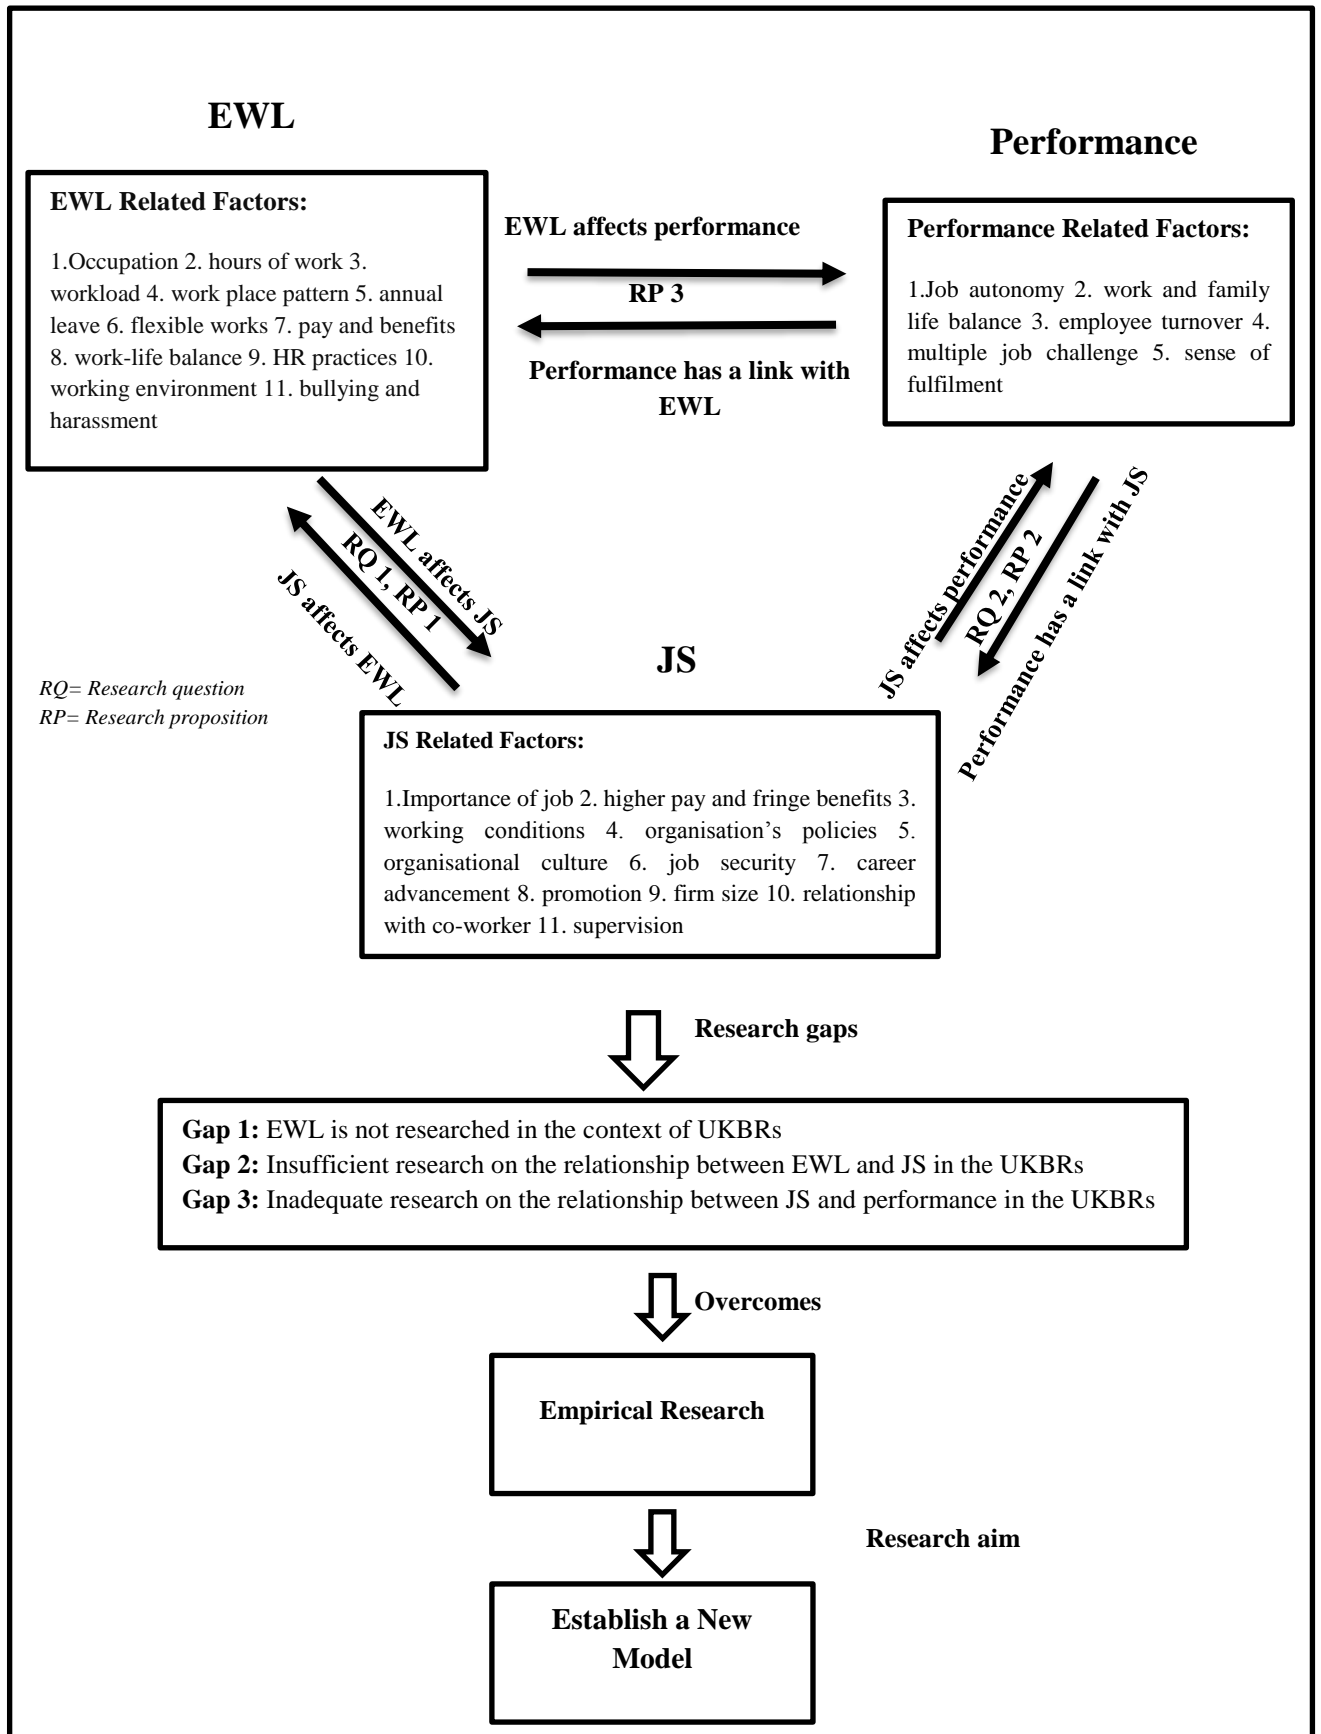 EWL
Performance
EWL Related Factors:
1.Occupation 2. hours of work 3.
workload 4. work place pattern 5. annual
leave 6. flexible works 7. pay and benefits
8. work-life balance 9. HR practices 10.
working environment 11. bullying and
harassment
EWL affects performance
RP 3
Performance has a link with
EWL
Performance Related Factors:
1.Job autonomy 2. work and family
life balance 3. employee turnover 4.
multiple job challenge 5. sense of
fulfilment
EWL affects JS
RQ 1, RP 1
JS affects EWL
JS affects performance
RQ 2, RP 2
Performance has a link with JS
RQ= Research question
RP= Research proposition
JS
JS Related Factors:
1.Importance of job 2. higher pay and fringe benefits 3.
working conditions 4. organisation’s policies 5.
organisational culture 6. job security 7. career
advancement 8. promotion 9. firm size 10. relationship
with co-worker 11. supervision
Research gaps
Gap 1: EWL is not researched in the context of UKBRs
Gap 2: Insufficient research on the relationship between EWL and JS in the UKBRs
Gap 3: Inadequate research on the relationship between JS and performance in the UKBRs
Overcomes
Empirical Research
Research aim
Establish a New
Model